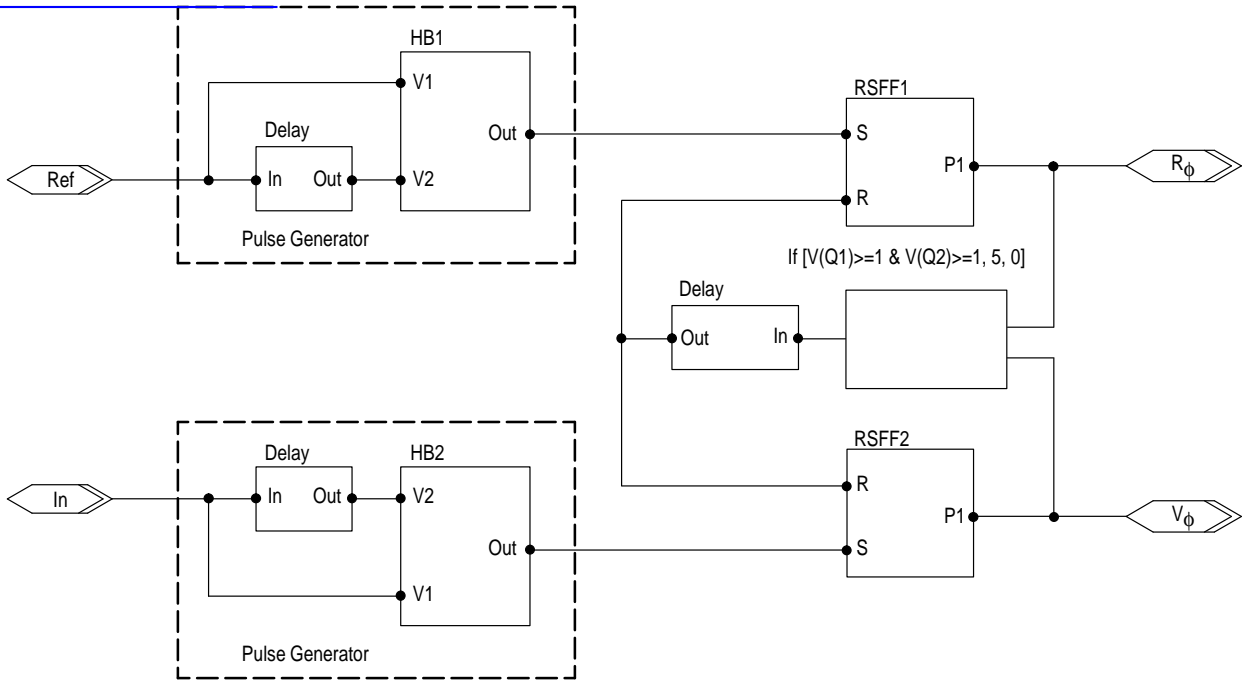 HB1
V1
Delay
Out
Ref
In
Out
V2
Pulse Generator
RSFF1
S
P1
R
Rϕ
If [V(Q1)>=1 & V(Q2)>=1, 5, 0]
Delay
Out
In
Delay
HB2
In
In
Out
V2
Out
V1
Pulse Generator
RSFF2
R
P1
S
Vϕ